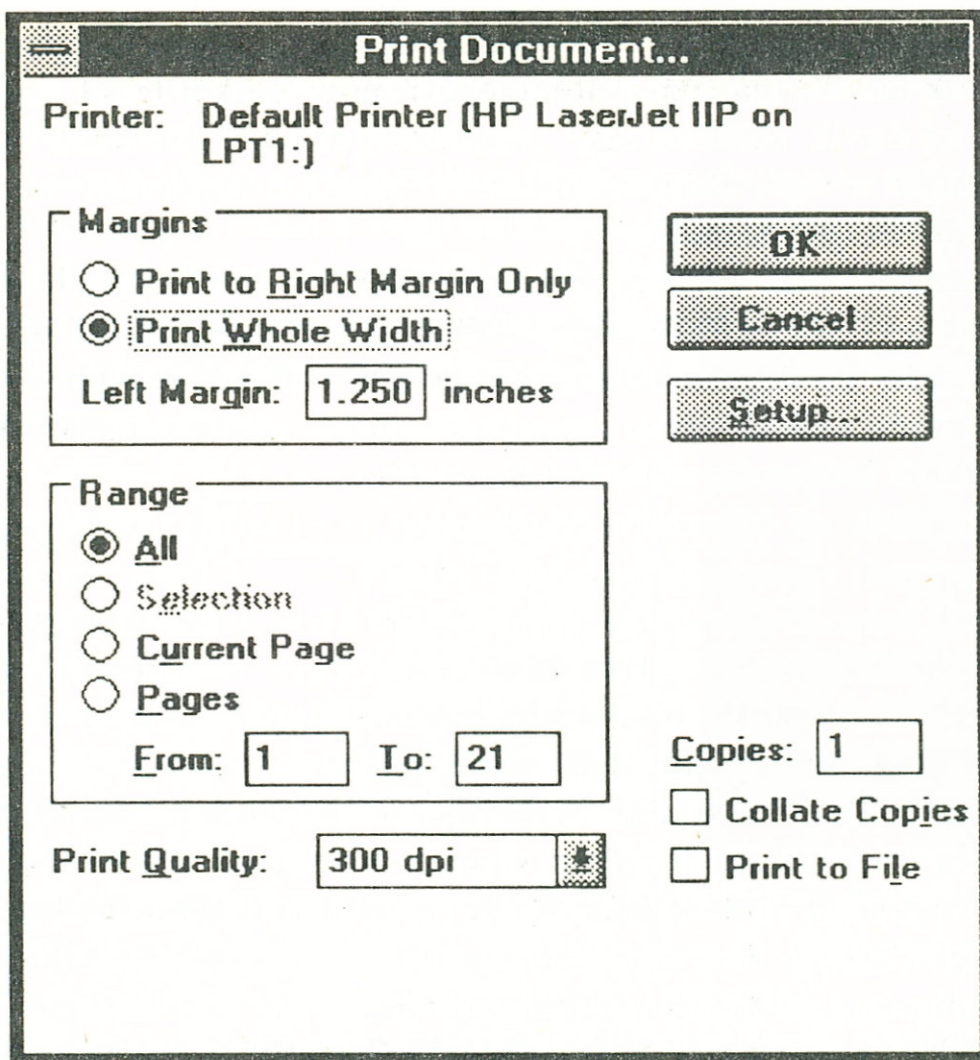 Print Document...
Printer: Default Printer (HP LaserJet IIP on
LPT1:)
Margins
Print to Right Margin Only
Print Whole Width
Left Margin: 1.250 inches
OK
Cancel
Setup...
Range
All
Selection
Current Page
Pages
From: 1 To: 21
Copies: 1
Collate Copies
Print to File
Print Quality: 300 dpi